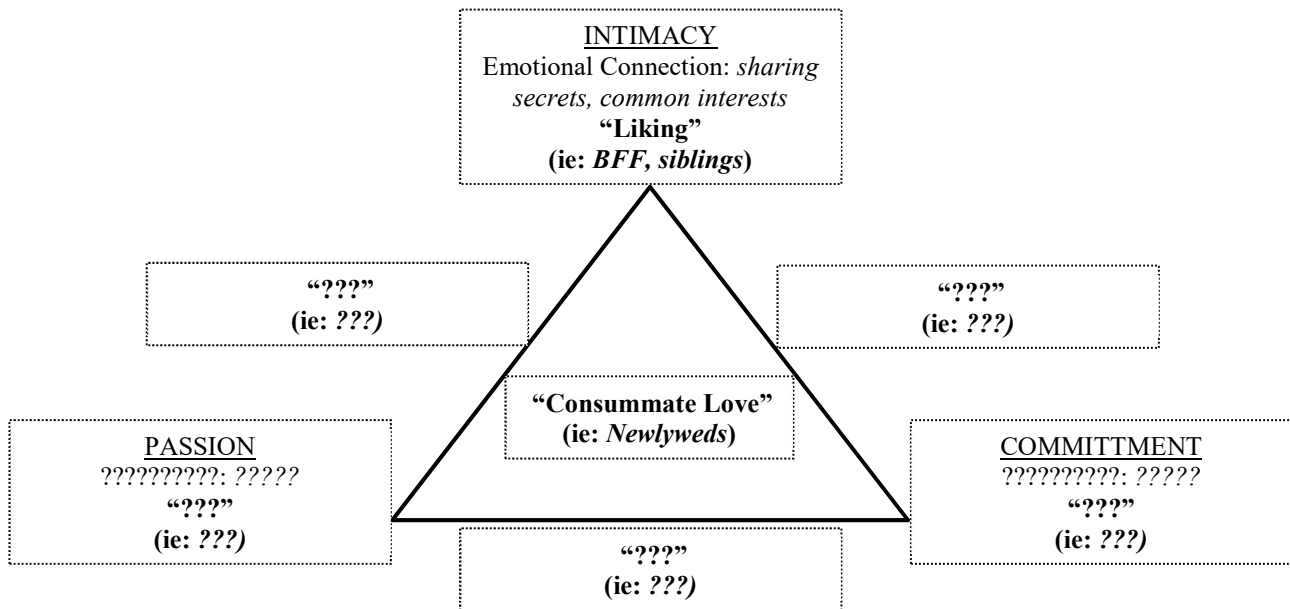 INTIMACY
Emotional Connection: sharing
secrets, common interests
“Liking”
(ie: BFF, siblings)
“???”
(ie: ???)
“???”
(ie: ???)
“Consummate Love”
(ie: Newlyweds)
PASSION
??????????: ?????
“???”
(ie: ???)
COMMITTMENT
??????????: ?????
“???”
(ie: ???)
“???”
(ie: ???)